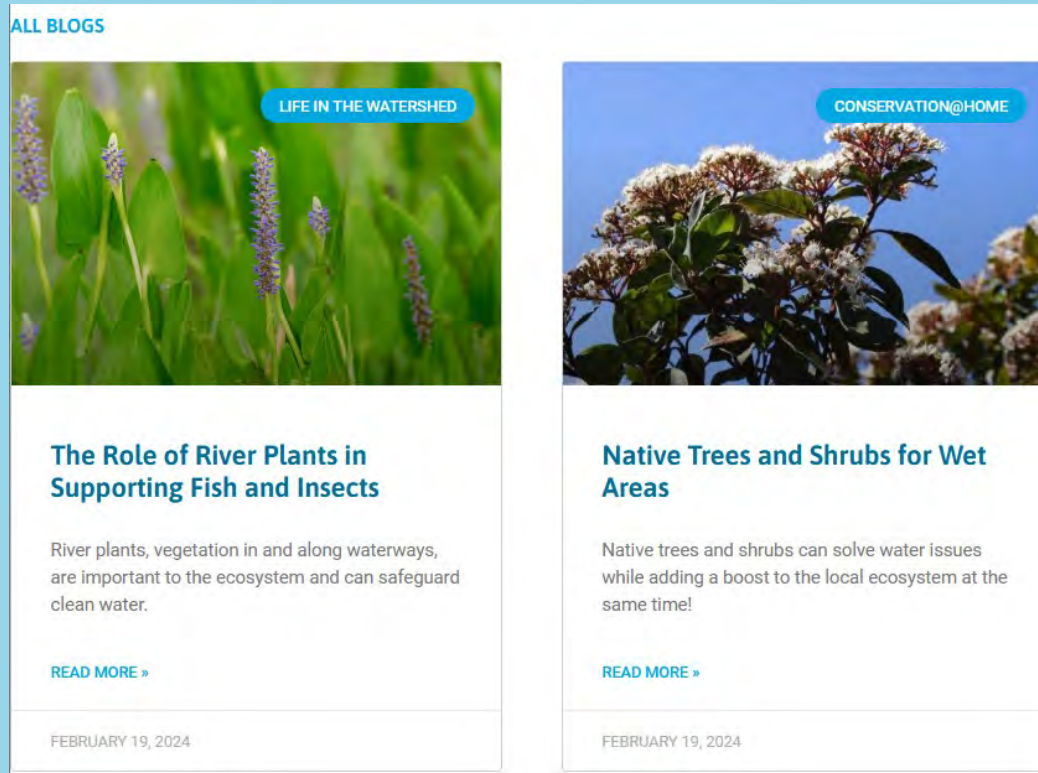 ALL BLOGS
LIFE IN THE WATERSHED
The Role of River Plants in
Supporting Fish and Insects
River plants, vegetation in and along waterways,
are important to the ecosystem and can safeguard
clean water.
READ MORE »
FEBRUARY 19, 2024
CONSERVATION@HOME
Native Trees and Shrubs for Wet
Areas
Native trees and shrubs can solve water issues
while adding a boost to the local ecosystem at the
same time!
READ MORE »
FEBRUARY 19, 2024